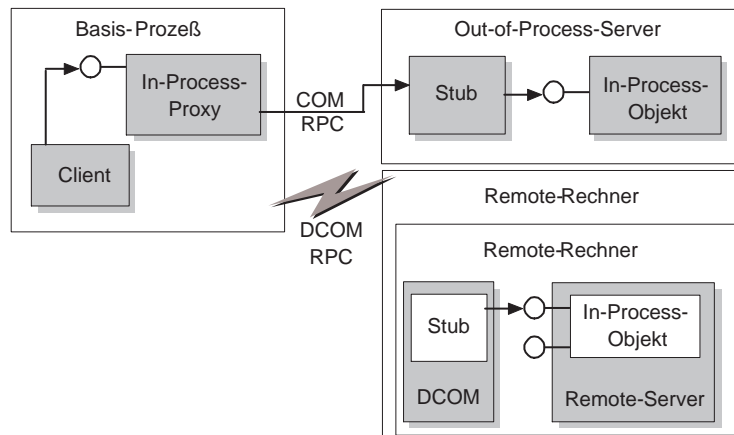 Basis-Prozeß
In-Process-
Proxy
Client
COM
RPC
Out-of-Process-Server
Stub
In-Process-
Objekt
DCOM
RPC
Remote-Rechner
Remote-Rechner
Stub
DCOM
In-Process-
Objekt
Remote-Server